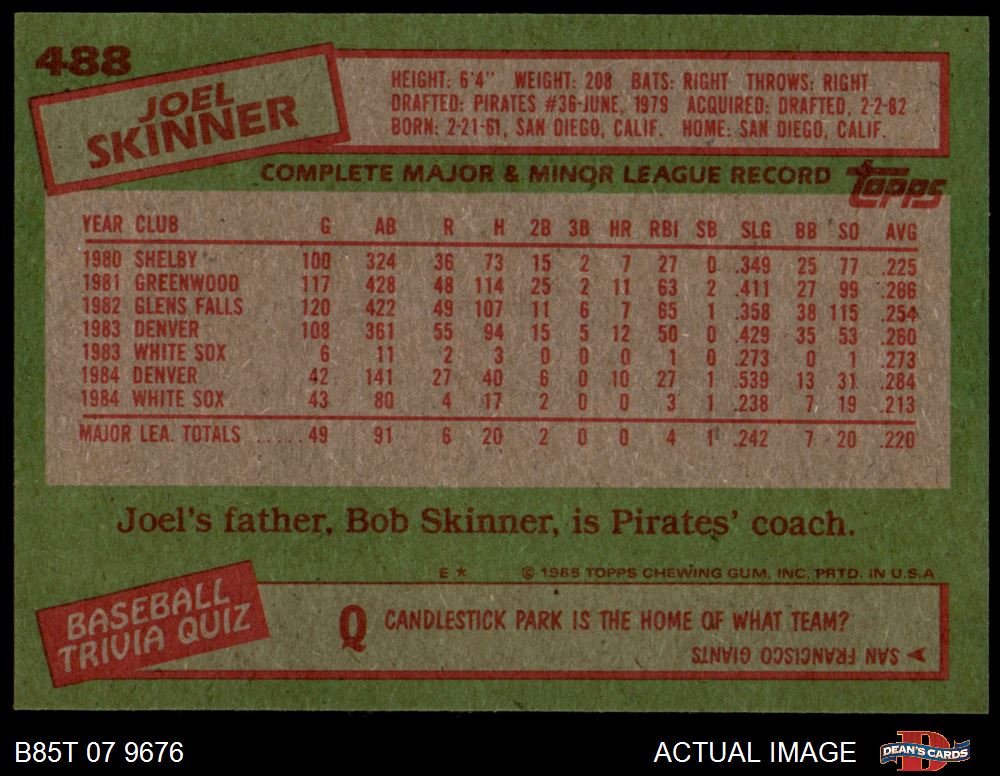 488
JOEL
SKINNER
HEIGHT: 6'4" WEIGHT: 208 BATS: RIGHT THROWS: RIGHT
DRAFTED: PIRATES #36-JUNE, 1979 ACQUIRED: DRAFTED, 2-2-82
BORN: 2-21-61, SAN DIEGO, CALIF. HOME: SAN DIEGO, CALIF.
COMPLETE MAJOR & MINOR LEAGUE RECORD
TOPPS
YEAR CLUB G AB R H 2B 3B HR RBI SB SLG BB SO AVG
1980 SHELBY 100 324 36 73 15 2 7 27 0 .349 25 77 .225
1981 GREENWOOD 117 428 48 114 25 2 11 63 2 .411 27 99 .266
1982 GLENS FALLS 120 422 49 107 11 6 7 65 1 .358 38 115 .254
1983 DENVER 108 361 55 94 15 5 12 50 0 .429 35 53 .260
1983 WHITE SOX 6 11 2 3 0 0 0 1 0 .273 0 1 .273
1984 DENVER 42 141 27 40 6 0 10 27 1 .539 13 31 .284
1984 WHITE SOX 43 80 4 17 2 0 0 3 1 .238 7 19 .213
MAJOR LEA. TOTALS ......49 91 6 20 2 0 0 4 1 .242 7 20 .220
Joel's father, Bob Skinner, is Pirates' coach.
E * © 1985 TOPPS CHEWING GUM, INC. PRTD. IN U.S.A
BASEBALL
TRIVIA QUIZ
Q CANDLESTICK PARK IS THE HOME OF WHAT TEAM?
SAN FRANCISCO GIANTS
B85T 07 9676
ACTUAL IMAGE
D
DEAN'S CARDS